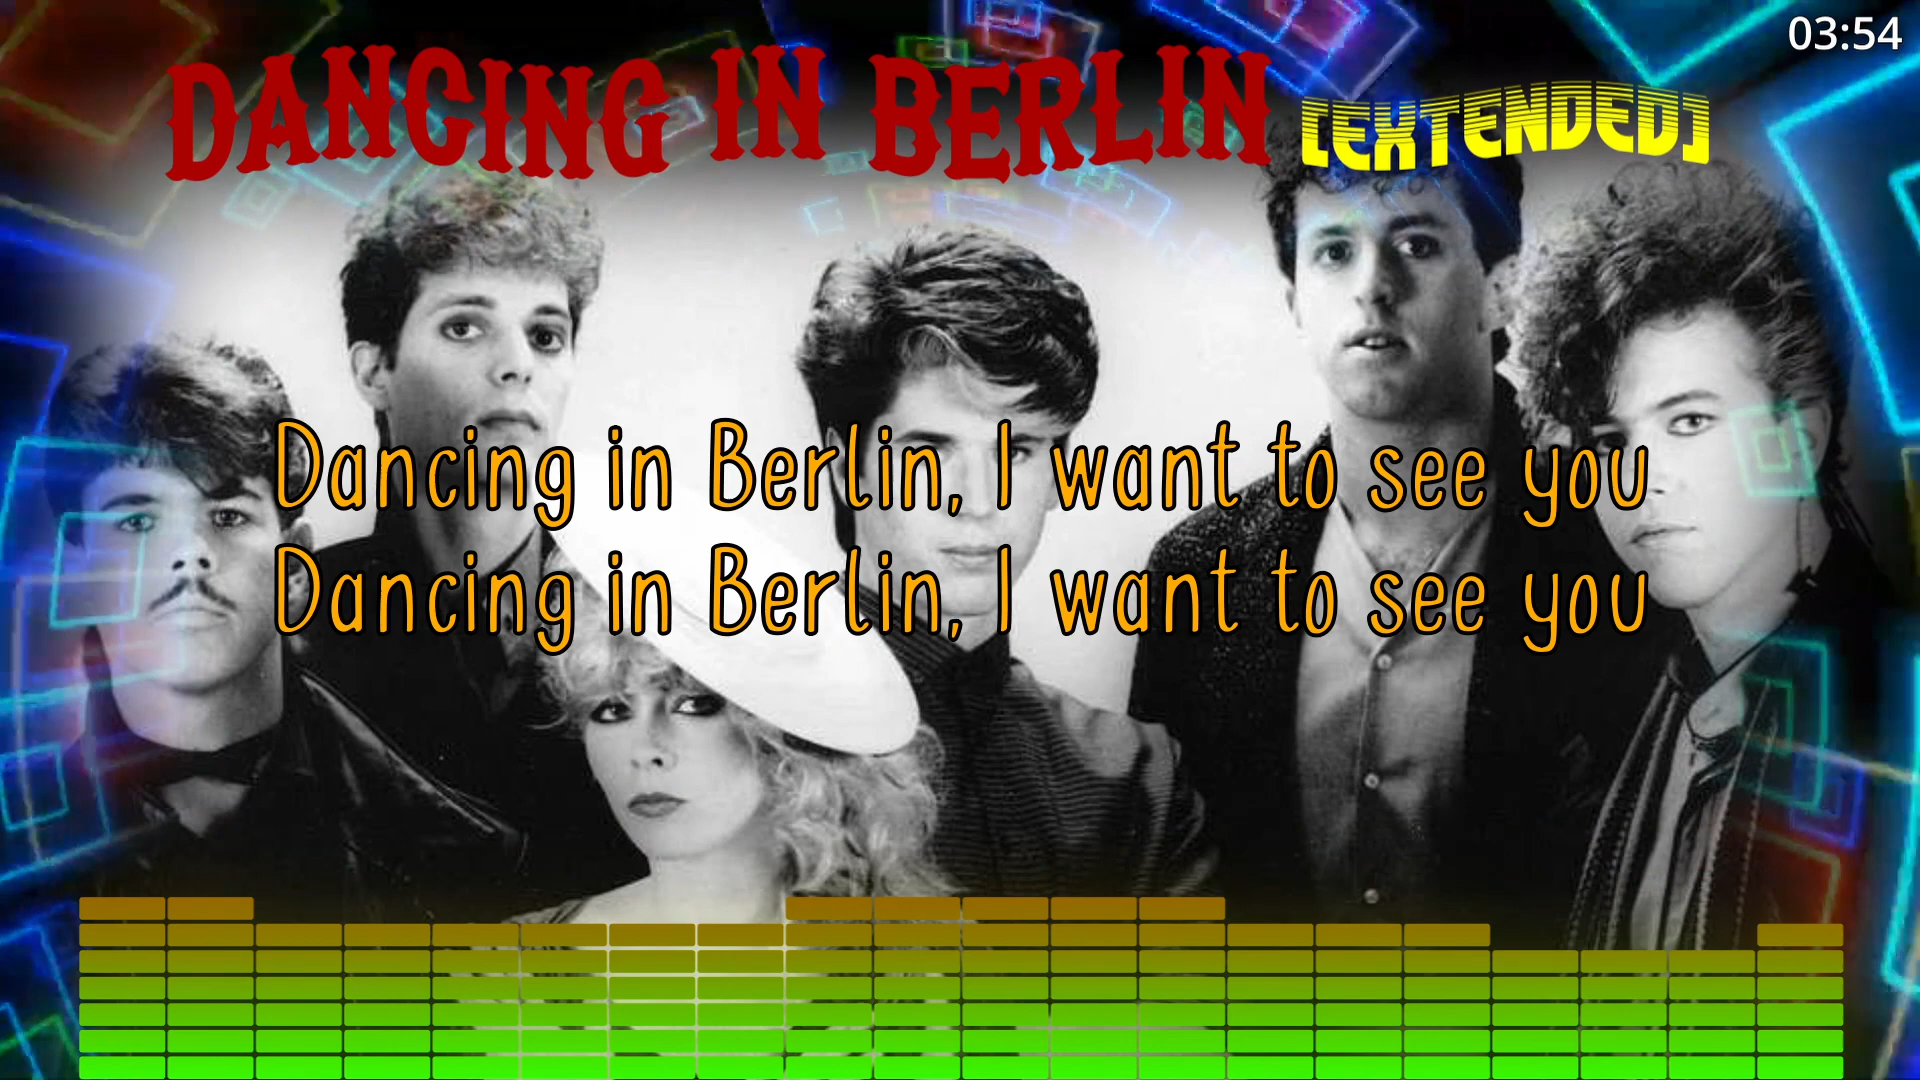 DANCING IN BERLIN [EXTENDED]
03:54
Dancing in Berlin, I want to see you
Dancing in Berlin, I want to see you